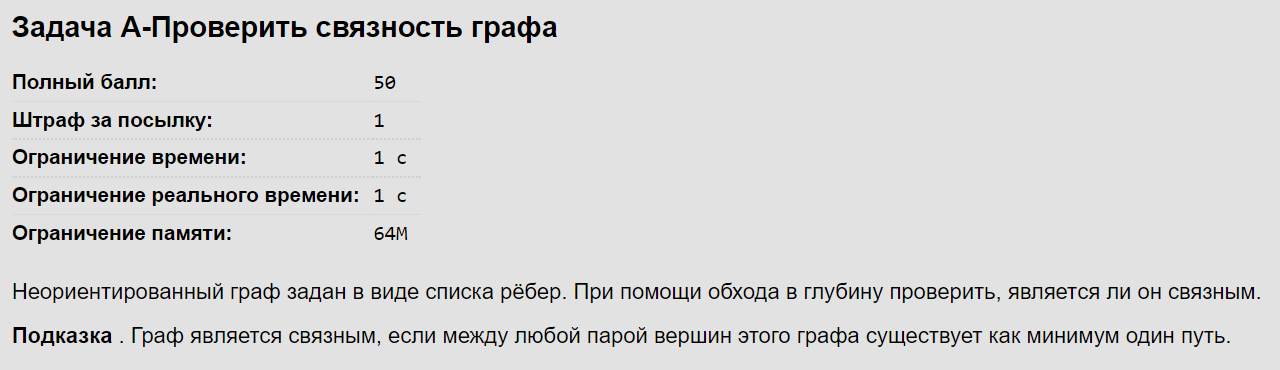 Задача A-Проверить связность графа
Полный балл: 50
Штраф за посылку: 1
Ограничение времени: 1 с
Ограничение реального времени: 1 с
Ограничение памяти: 64M
Неориентированный граф задан в виде списка рёбер. При помощи обхода в глубину проверить, является ли он связным.
Подказка . Граф является связным, если между любой парой вершин этого графа существует как минимум один путь.